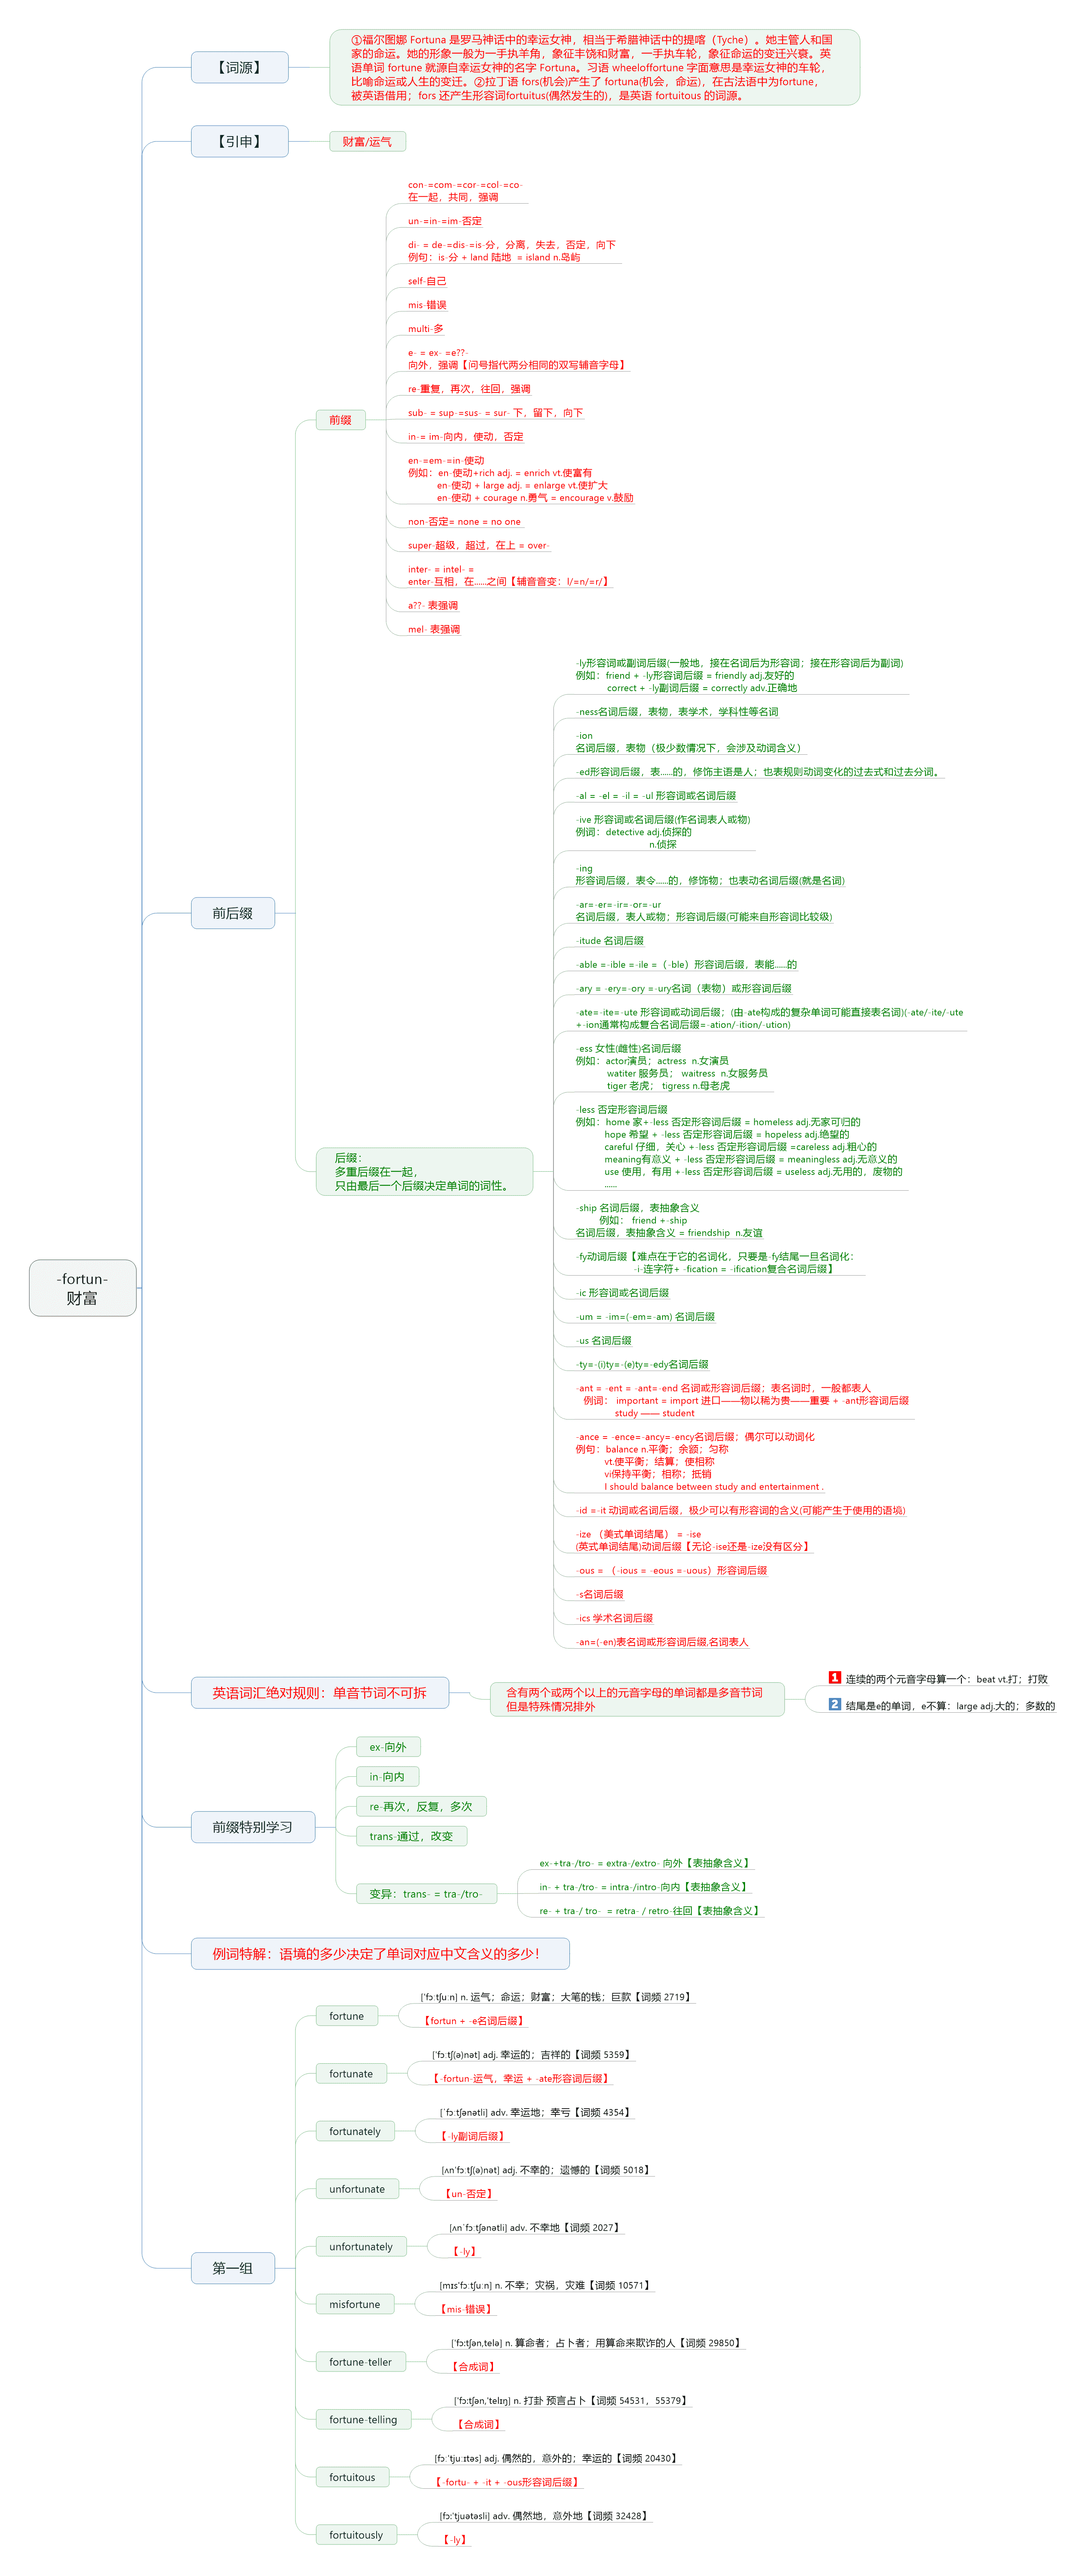 -fortun-
财富
【词源】
①福尔图娜 Fortuna 是罗马神话中的幸运女神，相当于希腊神话中的提喀（Tyche）。她主管人和国
家的命运。她的形象一般为一手执羊角，象征丰饶和财富，一手执车轮，象征命运的变迁兴衰。英
语单词 fortune 就源自幸运女神的名字 Fortuna。习语 wheeloffortune 字面意思是幸运女神的车轮，
比喻命运或人生的变迁。②拉丁语 fors(机会)产生了 fortuna(机会，命运)，在古法语中为fortune，
被英语借用；fors 还产生形容词fortuitus(偶然发生的)，是英语 fortuitous 的词源。
【引申】
财富/运气
前后缀
前缀
con-=com-=cor-=col-=co-
在一起，共同，强调
un-=in-=im-否定
di- = de-=dis-=is-分，分离，失去，否定，向下
例句：is-分 + land 陆地  = island n.岛屿
self-自己
mis-错误
multi-多
e- = ex- =e??-
向外，强调【问号指代两分相同的双写辅音字母】
re-重复，再次，往回，强调
sub- = sup-=sus- = sur- 下，留下，向下
in-= im-向内，使动，否定
en-=em-=in-使动
例如：en-使动+rich adj. = enrich vt.使富有
en-使动 + large adj. = enlarge vt.使扩大
en-使动 + courage n.勇气 = encourage v.鼓励
non-否定= none = no one
super-超级，超过，在上 = over-
inter- = intel- =
enter-互相，在……之间【辅音音变：l/=n/=r/】
a??- 表强调
mel- 表强调
后缀：
多重后缀在一起，
只由最后一个后缀决定单词的词性。
-ly形容词或副词后缀(一般地，接在名词后为形容词；接在形容词后为副词)
例如：friend + -ly形容词后缀 = friendly adj.友好的
correct + -ly副词后缀 = correctly adv.正确地
-ness名词后缀，表物，表学术，学科性等名词
-ion
名词后缀，表物（极少数情况下，会涉及动词含义）
-ed形容词后缀，表……的，修饰主语是人；也表规则动词变化的过去式和过去分词。
-al = -el = -il = -ul 形容词或名词后缀
-ive 形容词或名词后缀(作名词表人或物)
例词：detective adj.侦探的
n.侦探
-ing
形容词后缀，表令……的，修饰物；也表动名词后缀(就是名词)
-ar=-er=-ir=-or=-ur
名词后缀，表人或物；形容词后缀(可能来自形容词比较级)
-itude 名词后缀
-able =-ible =-ile =（-ble）形容词后缀，表能……的
-ary = -ery=-ory =-ury名词（表物）或形容词后缀
-ate=-ite=-ute 形容词或动词后缀；(由-ate构成的复杂单词可能直接表名词)(-ate/-ite/-ute
+-ion通常构成复合名词后缀=-ation/-ition/-ution)
-ess 女性(雌性)名词后缀
例如：actor演员；actress  n.女演员
watiter 服务员； waitress  n.女服务员
tiger 老虎； tigress n.母老虎
-less 否定形容词后缀
例如：home 家+-less 否定形容词后缀 = homeless adj.无家可归的
hope 希望 + -less 否定形容词后缀 = hopeless adj.绝望的
careful 仔细，关心 +-less 否定形容词后缀 =careless adj.粗心的
meaning有意义 + -less 否定形容词后缀 = meaningless adj.无意义的
use 使用，有用 +-less 否定形容词后缀 = useless adj.无用的，废物的
……
-ship 名词后缀，表抽象含义
例如： friend +-ship
名词后缀，表抽象含义 = friendship  n.友谊
-fy动词后缀【难点在于它的名词化，只要是-fy结尾一旦名词化：
-i-连字符+ -fication = -ification复合名词后缀】
-ic 形容词或名词后缀
-um = -im=(-em=-am) 名词后缀
-us 名词后缀
-ty=-(i)ty=-(e)ty=-edy名词后缀
-ant = -ent = -ant=-end 名词或形容词后缀；表名词时，一般都表人
例词： important = import 进口——物以稀为贵——重要 + -ant形容词后缀
study —— student
-ance = -ence=-ancy=-ency名词后缀；偶尔可以动词化
例句：balance n.平衡；余额；匀称
vt.使平衡；结算；使相称
vi保持平衡；相称；抵销
I should balance between study and entertainment .
-id =-it 动词或名词后缀，极少可以有形容词的含义(可能产生于使用的语境)
-ize （美式单词结尾） = -ise
(英式单词结尾)动词后缀【无论-ise还是-ize没有区分】
-ous = （-ious = -eous =-uous）形容词后缀
-s名词后缀
-ics 学术名词后缀
-an=(-en)表名词或形容词后缀,名词表人
英语词汇绝对规则：单音节词不可拆
含有两个或两个以上的元音字母的单词都是多音节词
但是特殊情况排外
1 连续的两个元音字母算一个：beat vt.打；打败
2 结尾是e的单词，e不算：large adj.大的；多数的
前缀特别学习
ex-向外
in-向内
re-再次，反复，多次
trans-通过，改变
变异：trans- = tra-/tro-
ex-+tra-/tro- = extra-/extro- 向外【表抽象含义】
in- + tra-/tro- = intra-/intro-向内【表抽象含义】
re- + tra-/ tro-  = retra- / retro-往回【表抽象含义】
例词特解：语境的多少决定了单词对应中文含义的多少！
第一组
fortune
['fɔːtʃuːn] n. 运气；命运；财富；大笔的钱；巨款【词频 2719】
【fortun + -e名词后缀】
fortunate
['fɔːtʃ(ə)nət] adj. 幸运的；吉祥的【词频 5359】
【-fortun-运气，幸运 + -ate形容词后缀】
fortunately
[ˈfɔːtʃənətli] adv. 幸运地；幸亏【词频 4354】
【-ly副词后缀】
unfortunate
[ʌn'fɔːtʃ(ə)nət] adj. 不幸的；遗憾的【词频 5018】
【un-否定】
unfortunately
[ʌnˈfɔːtʃənətli] adv. 不幸地【词频 2027】
【-ly】
misfortune
[mɪs'fɔːtʃuːn] n. 不幸；灾祸，灾难【词频 10571】
【mis-错误】
fortune-teller
['fɔːtʃən,telə] n. 算命者；占卜者；用算命来欺诈的人【词频 29850】
【合成词】
fortune-telling
['fɔːtʃən,'telɪŋ] n. 打卦 预言占卜【词频 54531，55379】
【合成词】
fortuitous
[fɔː'tjuːɪtəs] adj. 偶然的，意外的；幸运的【词频 20430】
【-fortu- + -it + -ous形容词后缀】
fortuitously
[fɔː'tjuətəsli] adv. 偶然地，意外地【词频 32428】
【-ly】